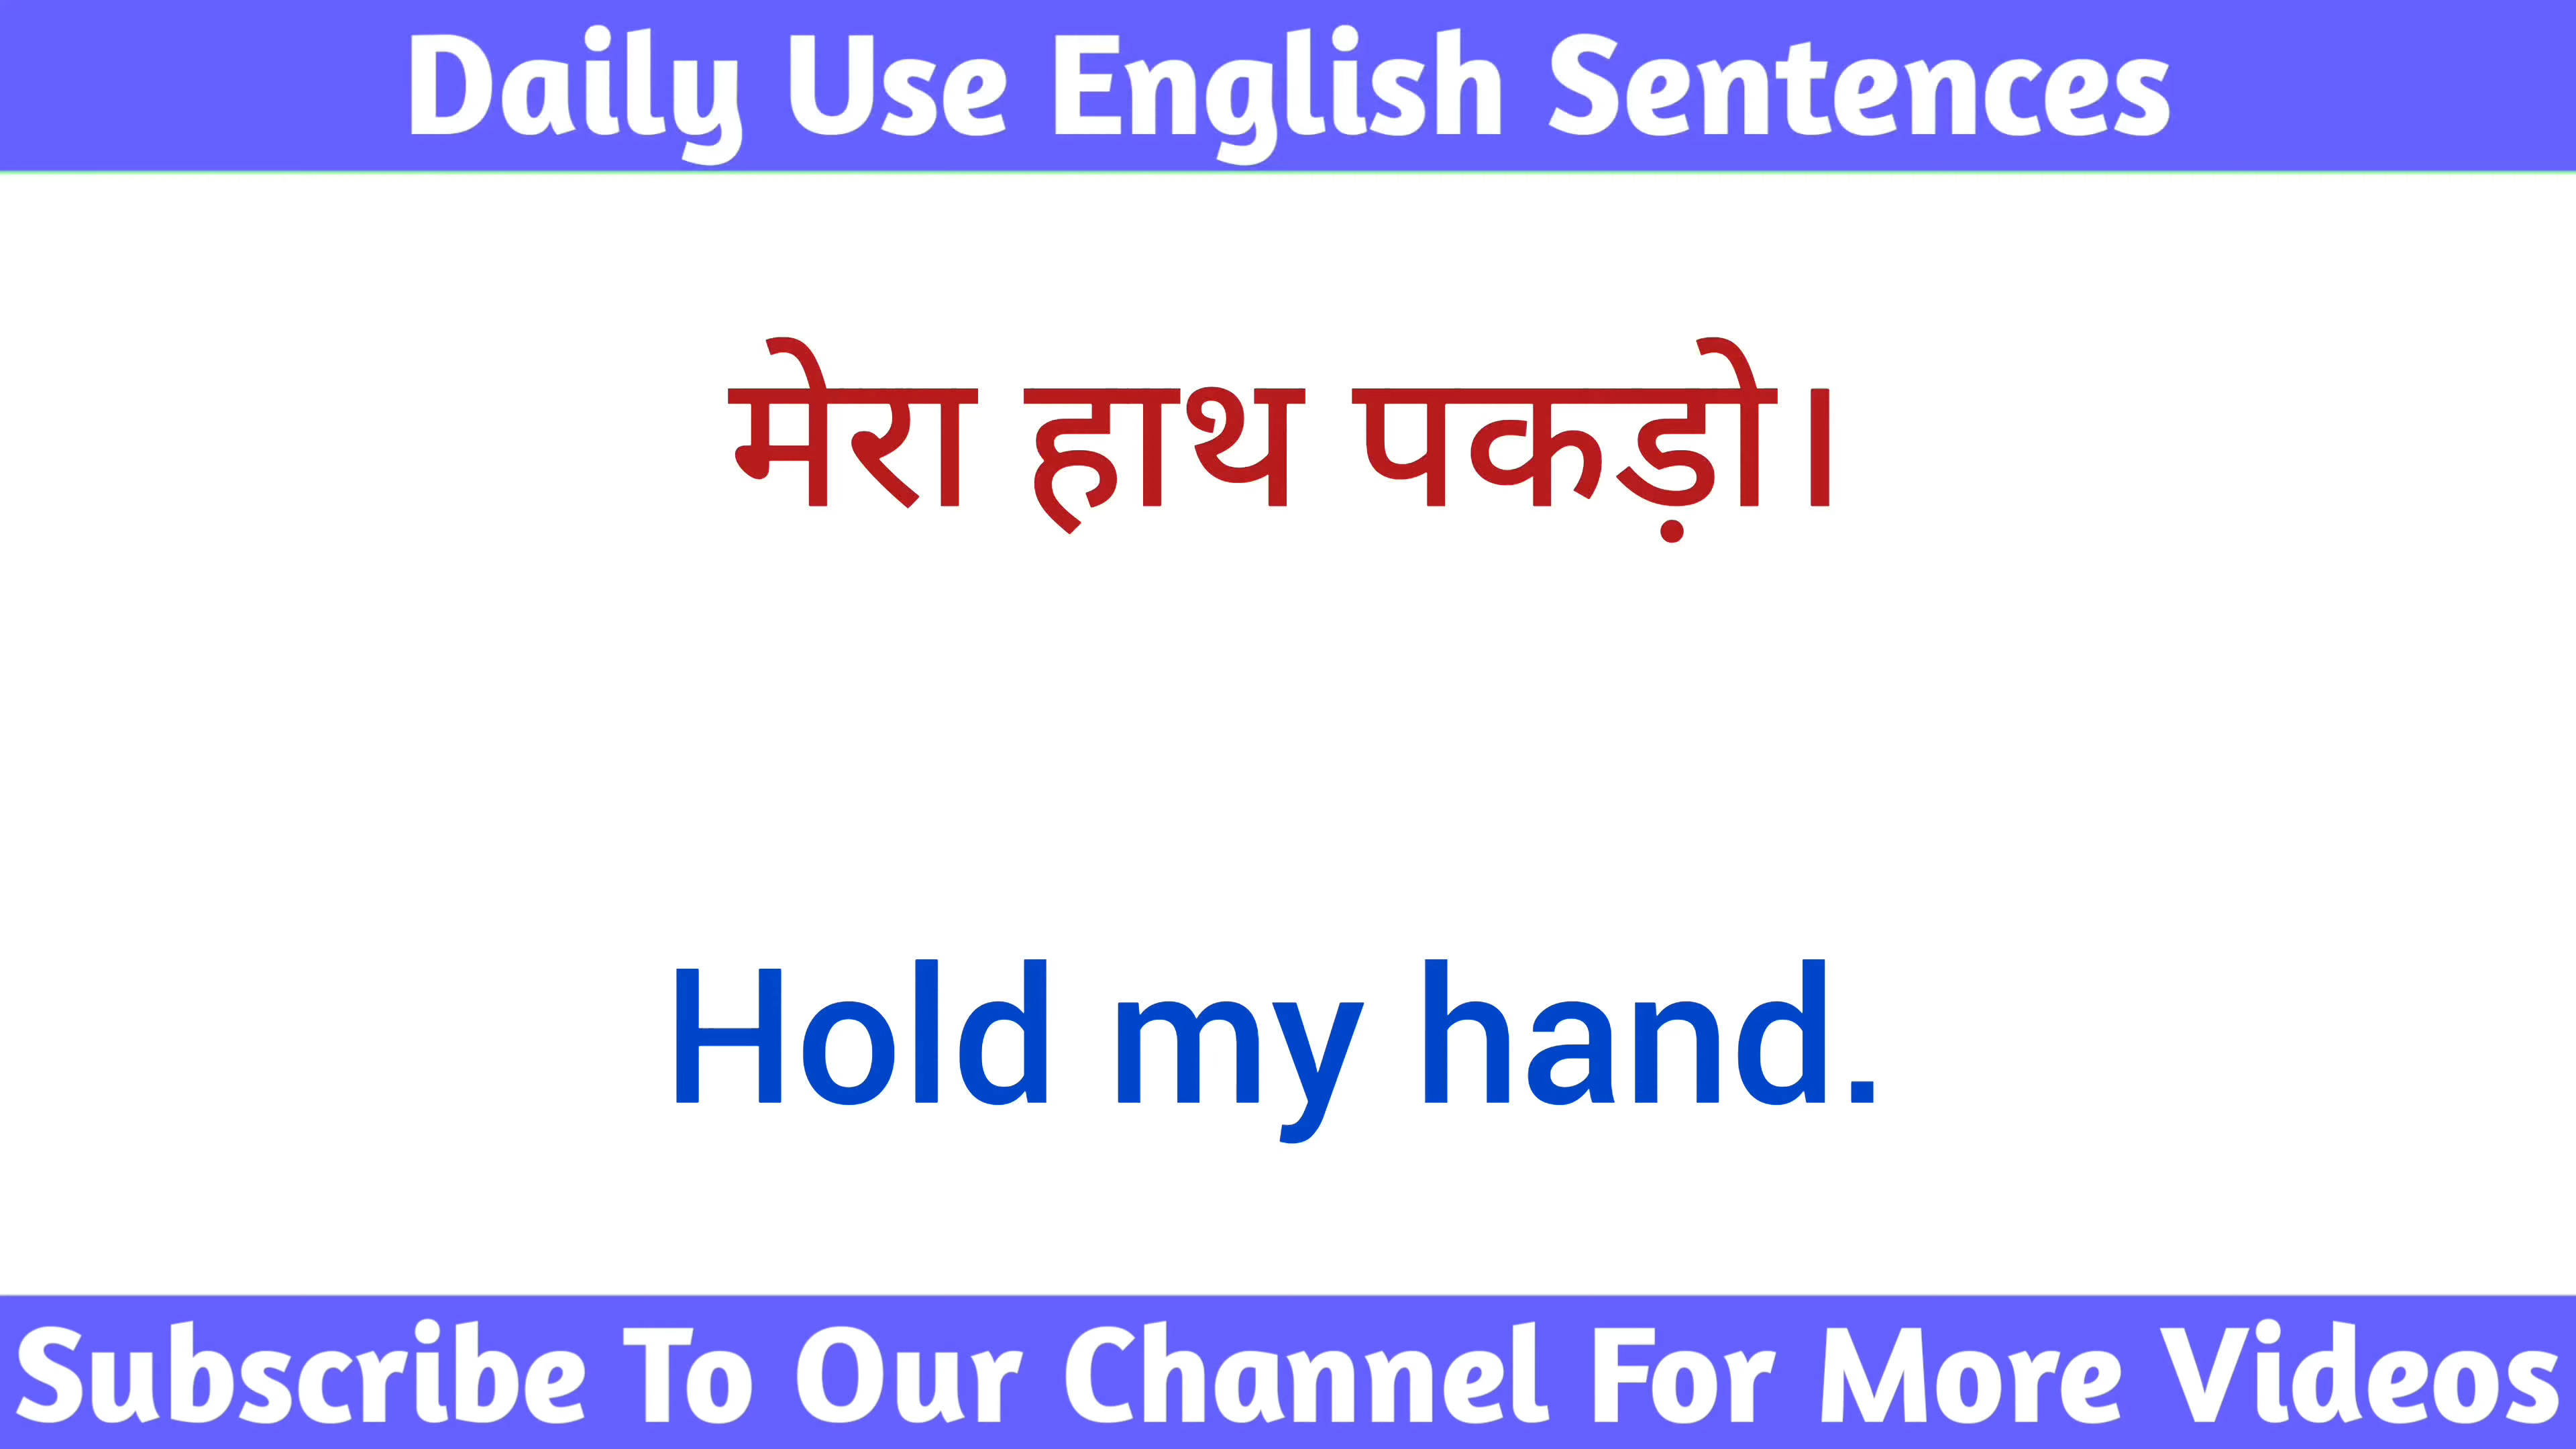 Daily Use English Sentences
मेरा हाथ पकड़ो।
Hold my hand.
Subscribe To Our Channel For More Videos